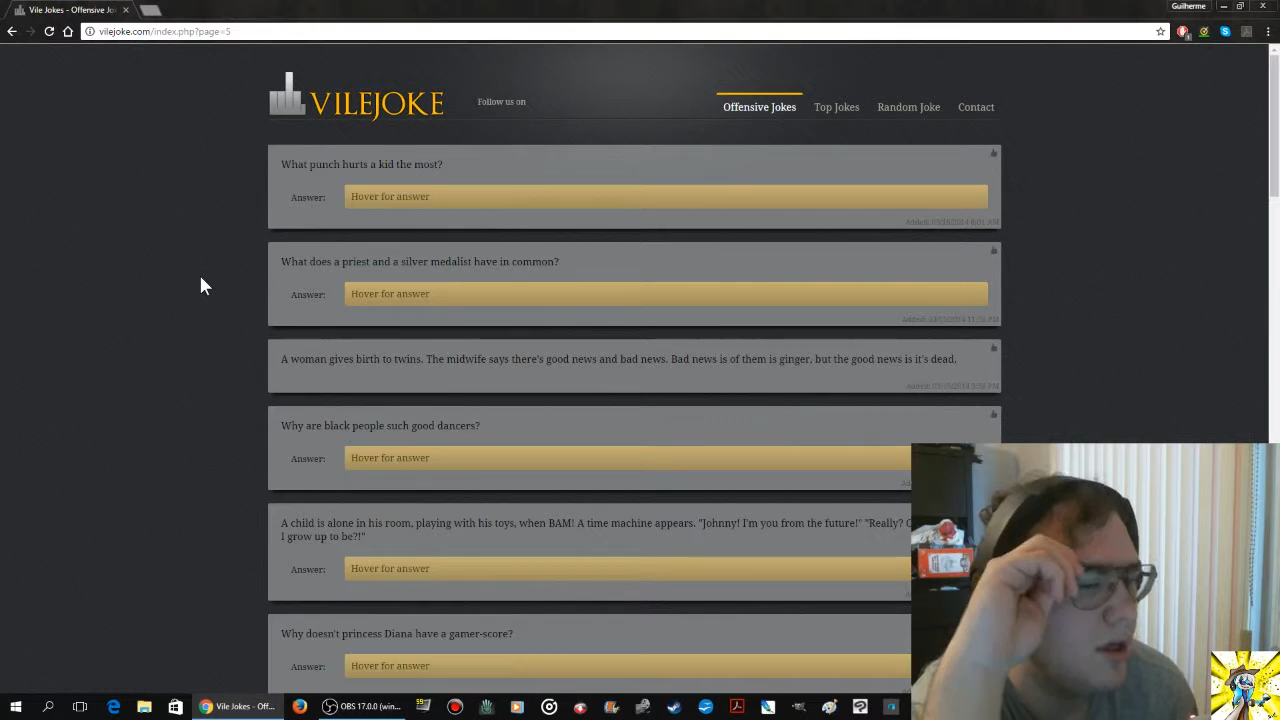 Vile Jokes - Offensive Jo
Guilherme
vilejoke.com/index.php?page=5
VILEJOKE
Follow us on
Offensive Jokes
Top Jokes
Random Joke
Contact
What punch hurts a kid the most?
Answer:
Hover for answer
What does a priest and a silver medalist have in common?
Answer:
Hover for answer
A woman gives birth to twins. The midwife says there's good news and bad news. Bad news is of them is ginger, but the good news is it's dead.
Why are black people such good dancers?
Answer:
Hover for answer
A child is alone in his room, playing with his toys, when BAM! A time machine appears. "Johnny! I'm you from the future!" "Really?
I grow up to be?!"
Answer:
Hover for answer
Why doesn't princess Diana have a gamer-score?
Answer:
Hover for answer
Vile Jokes - Off...
OBS 17.0.0 (win...